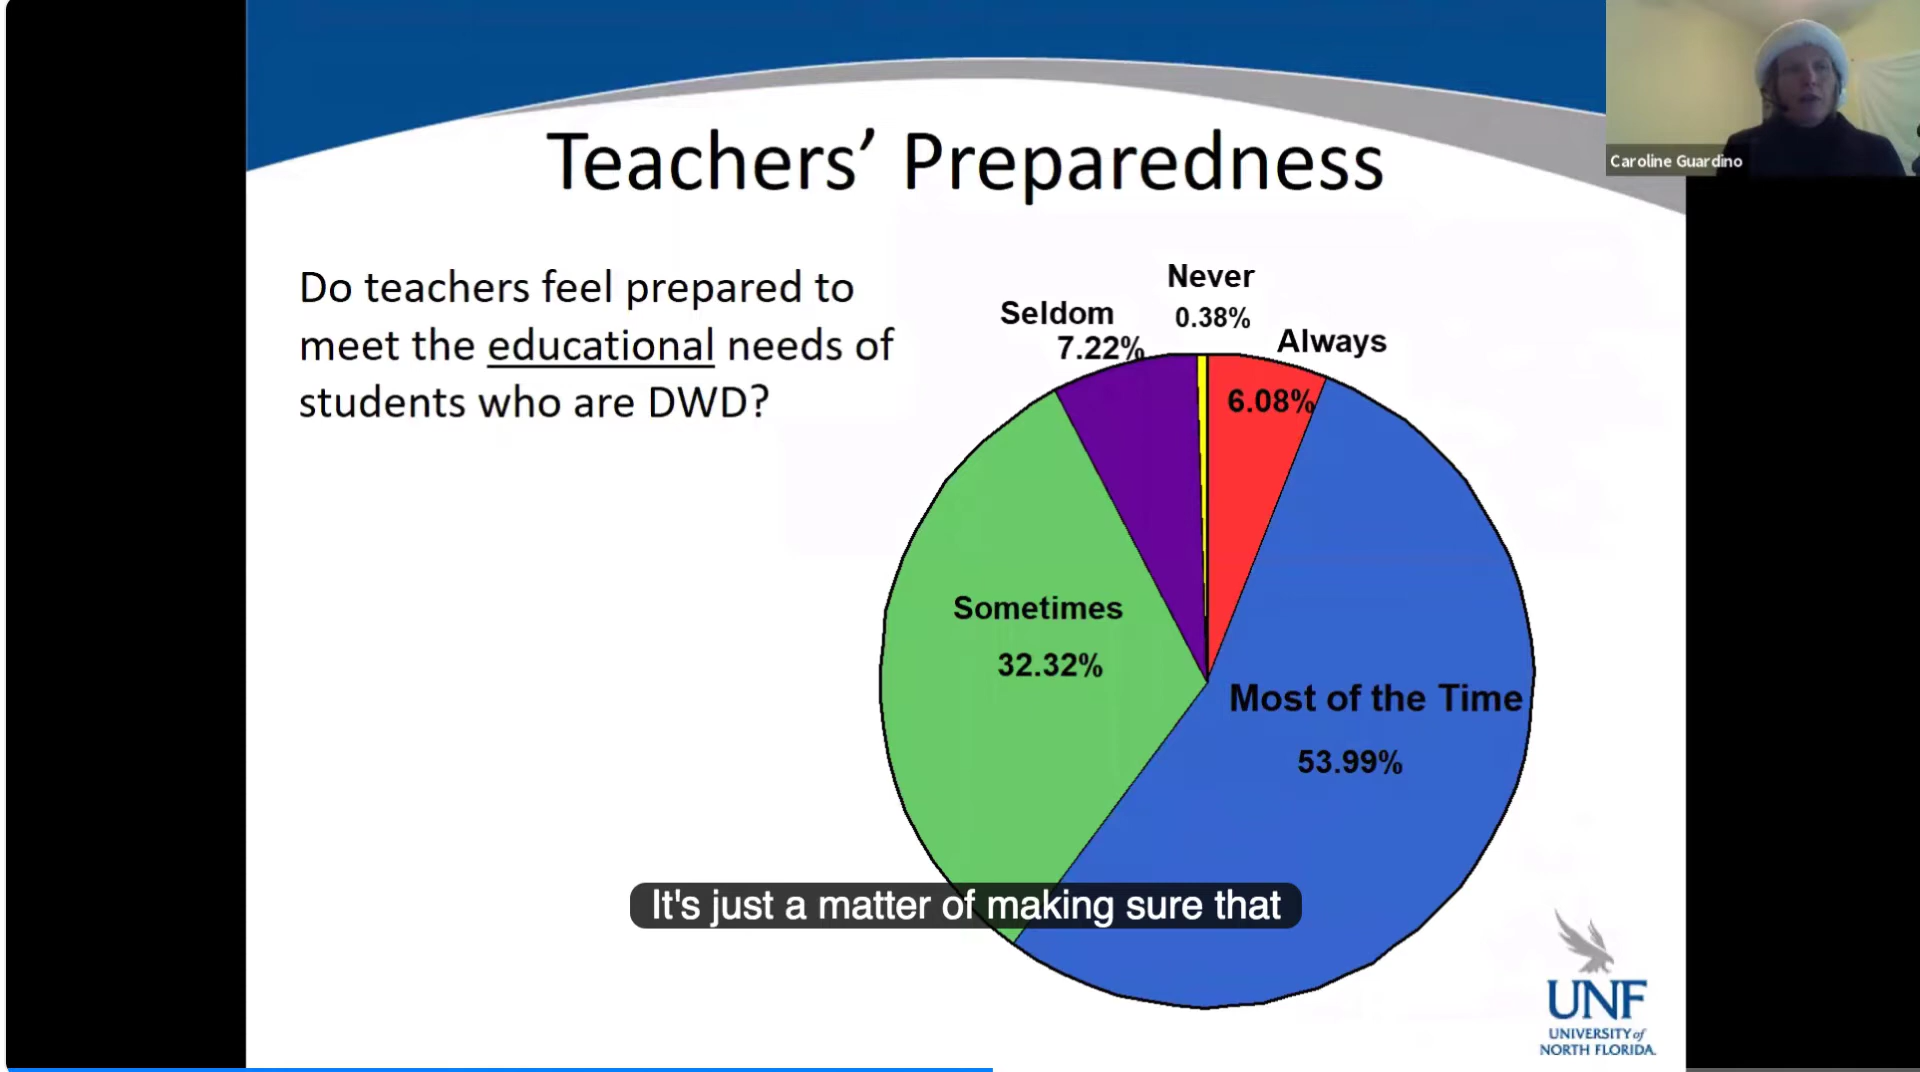 Teachers’ Preparedness
Caroline Guardino
Do teachers feel prepared to
meet the educational needs of
students who are DWD?
Never
0.38%
Seldom
7.22%
Always
6.08%
Sometimes
32.32%
Most of the Time
53.99%
It's just a matter of making sure that
UNF
UNIVERSITY of
NORTH FLORIDA.